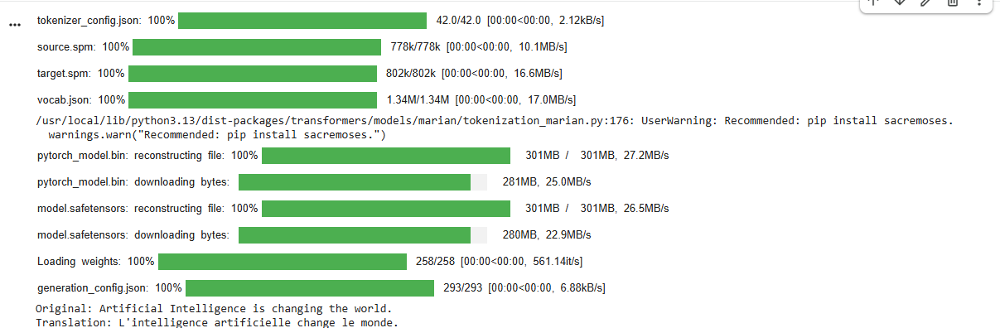 tokenizer_config.json: 100% 42.0/42.0 [00:00<00:00, 2.12kB/s]
source.spm: 100% 778k/778k [00:00<00:00, 10.1MB/s]
target.spm: 100% 802k/802k [00:00<00:00, 16.6MB/s]
vocab.json: 100% 1.34M/1.34M [00:00<00:00, 17.0MB/s]
/usr/local/lib/python3.13/dist-packages/transformers/models/marian/tokenization_marian.py:176: UserWarning: Recommended: pip install sacremoses.
  warnings.warn("Recommended: pip install sacremoses.")
pytorch_model.bin: reconstructing file: 100% 301MB / 301MB, 27.2MB/s
pytorch_model.bin: downloading bytes: 281MB, 25.0MB/s
model.safetensors: reconstructing file: 100% 301MB / 301MB, 26.5MB/s
model.safetensors: downloading bytes: 280MB, 22.9MB/s
Loading weights: 100% 258/258 [00:00<00:00, 561.14it/s]
generation_config.json: 100% 293/293 [00:00<00:00, 6.88kB/s]
Original: Artificial Intelligence is changing the world.
Translation: L'intelligence artificielle change le monde.